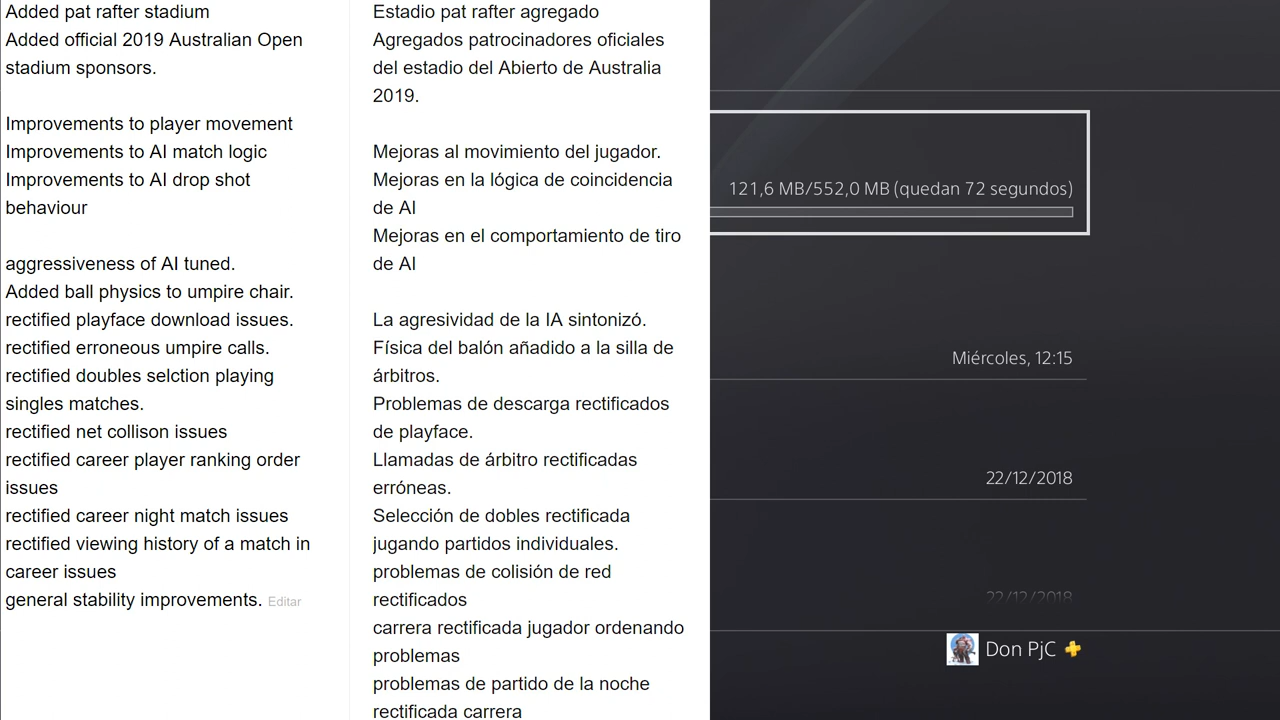 Added pat rafter stadium
Added official 2019 Australian Open
stadium sponsors.
Improvements to player movement
Improvements to AI match logic
Improvements to AI drop shot
behaviour
aggressiveness of AI tuned.
Added ball physics to umpire chair.
rectified playface download issues.
rectified erroneous umpire calls.
rectified doubles selction playing
singles matches.
rectified net collison issues
rectified career player ranking order
issues
rectified career night match issues
rectified viewing history of a match in
career issues
general stability improvements. Editar
Estadio pat rafter agregado
Agregados patrocinadores oficiales
del estadio del Abierto de Australia
2019.
Mejoras al movimiento del jugador.
Mejoras en la lógica de coincidencia
de AI
Mejoras en el comportamiento de tiro
de AI
La agresividad de la IA sintonizó.
Física del balón añadido a la silla de
árbitros.
Problemas de descarga rectificados
de playface.
Llamadas de árbitro rectificadas
erróneas.
Selección de dobles rectificada
jugando partidos individuales.
problemas de colisión de red
rectificados
carrera rectificada jugador ordenando
problemas
problemas de partido de la noche
rectificada carrera
121,6 MB/552,0 MB (quedan 72 segundos)
Miércoles, 12:15
22/12/2018
22/12/2018
Don PjC